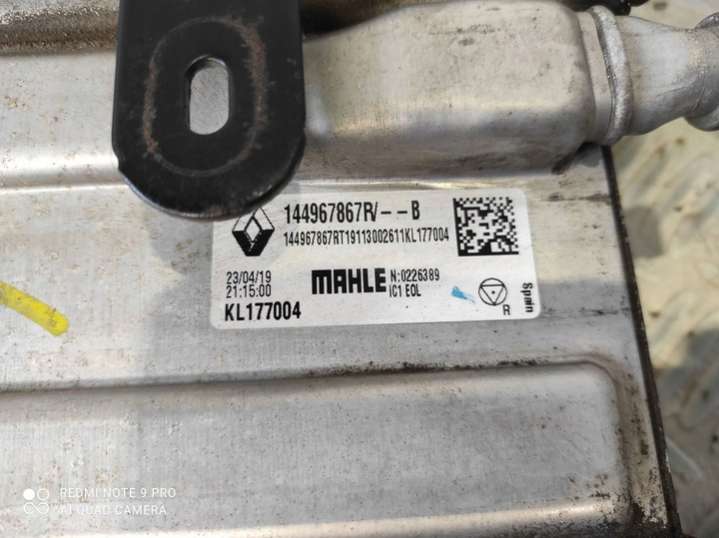 144967867R/--B
144967867RT19113002611KL177004
23/04/19
21:15:00
MAHLE
N:0226389
IC1 EOL
KL177004
R
Spain
REDMI NOTE 9 PRO
AI QUAD CAMERA